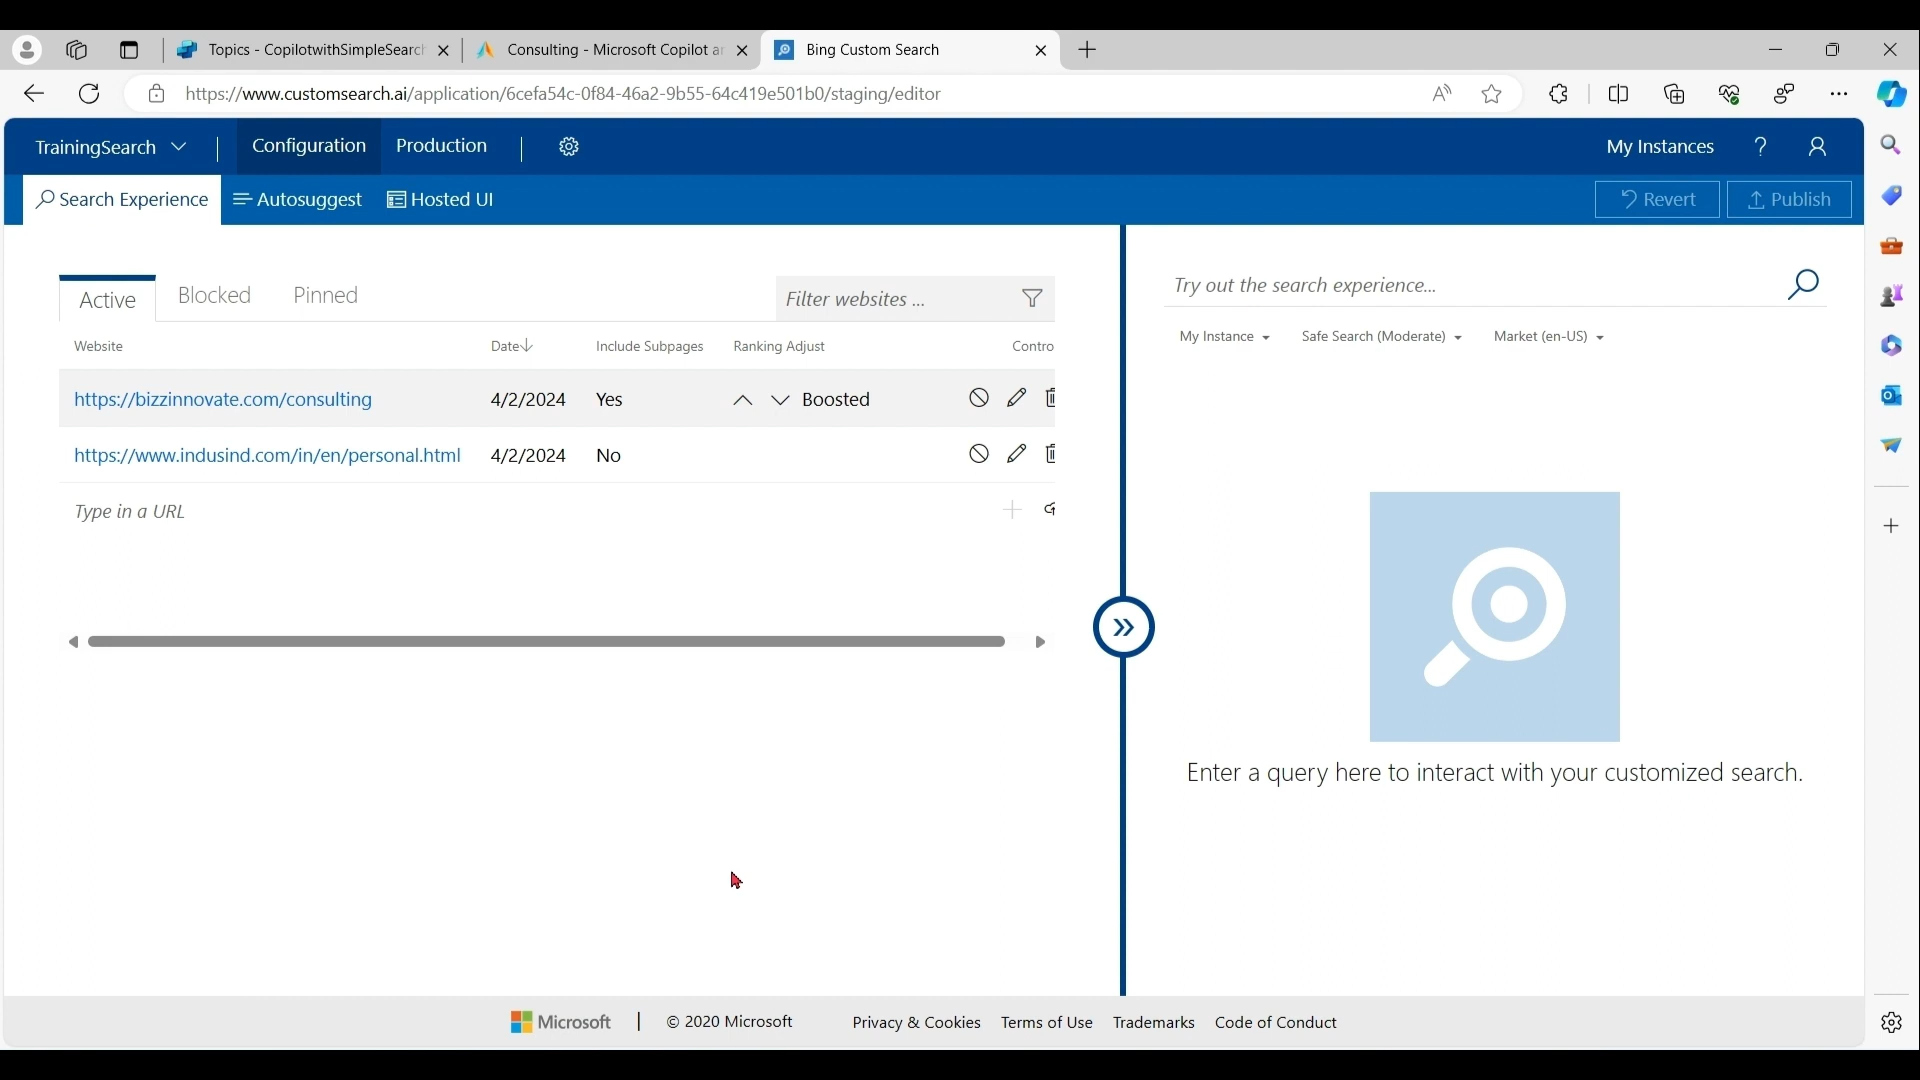 Topics - CopilotwithSimpleSearch
Consulting - Microsoft Copilot ar
Bing Custom Search
https://www.customsearch.ai/application/6cefa54c-0f84-46a2-9b55-64c419e501b0/staging/editor
TrainingSearch
Configuration
Production
My Instances
?
Search Experience
Autosuggest
Hosted UI
Revert
Publish
Active
Blocked
Pinned
Filter websites ...
Website
Date
Include Subpages
Ranking Adjust
Contro
https://bizzinnovate.com/consulting
4/2/2024
Yes
Boosted
https://www.indusind.com/in/en/personal.html
4/2/2024
No
Type in a URL
Try out the search experience...
My Instance
Safe Search (Moderate)
Market (en-US)
Enter a query here to interact with your customized search.
Microsoft
© 2020 Microsoft
Privacy & Cookies
Terms of Use
Trademarks
Code of Conduct